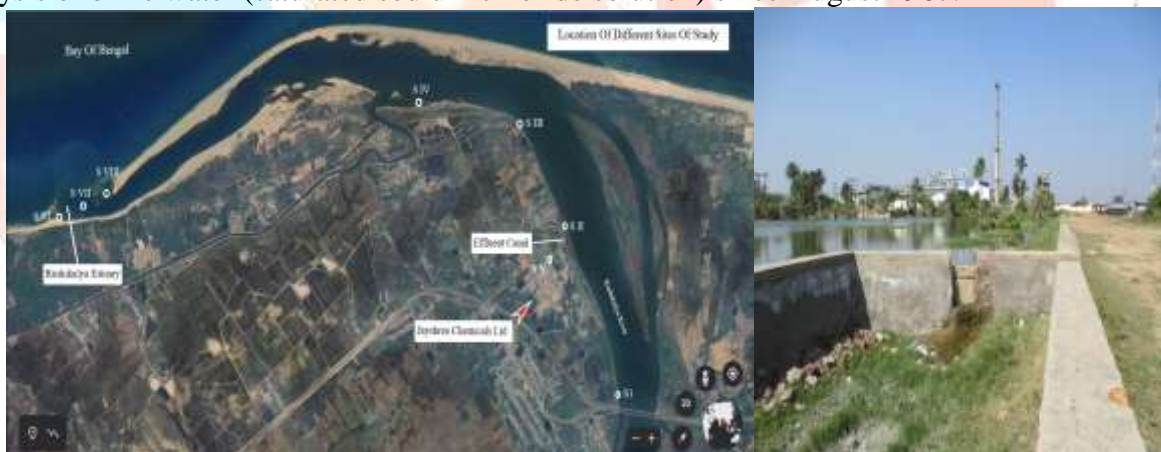 Bay Of Bengal
Location Of Different Sites Of Study
S IV
S III
S VIII
S VII
S VI
S II
Effluent Canal
Rushikulya Estuary
Jayshree Chemicals Ltd
S I